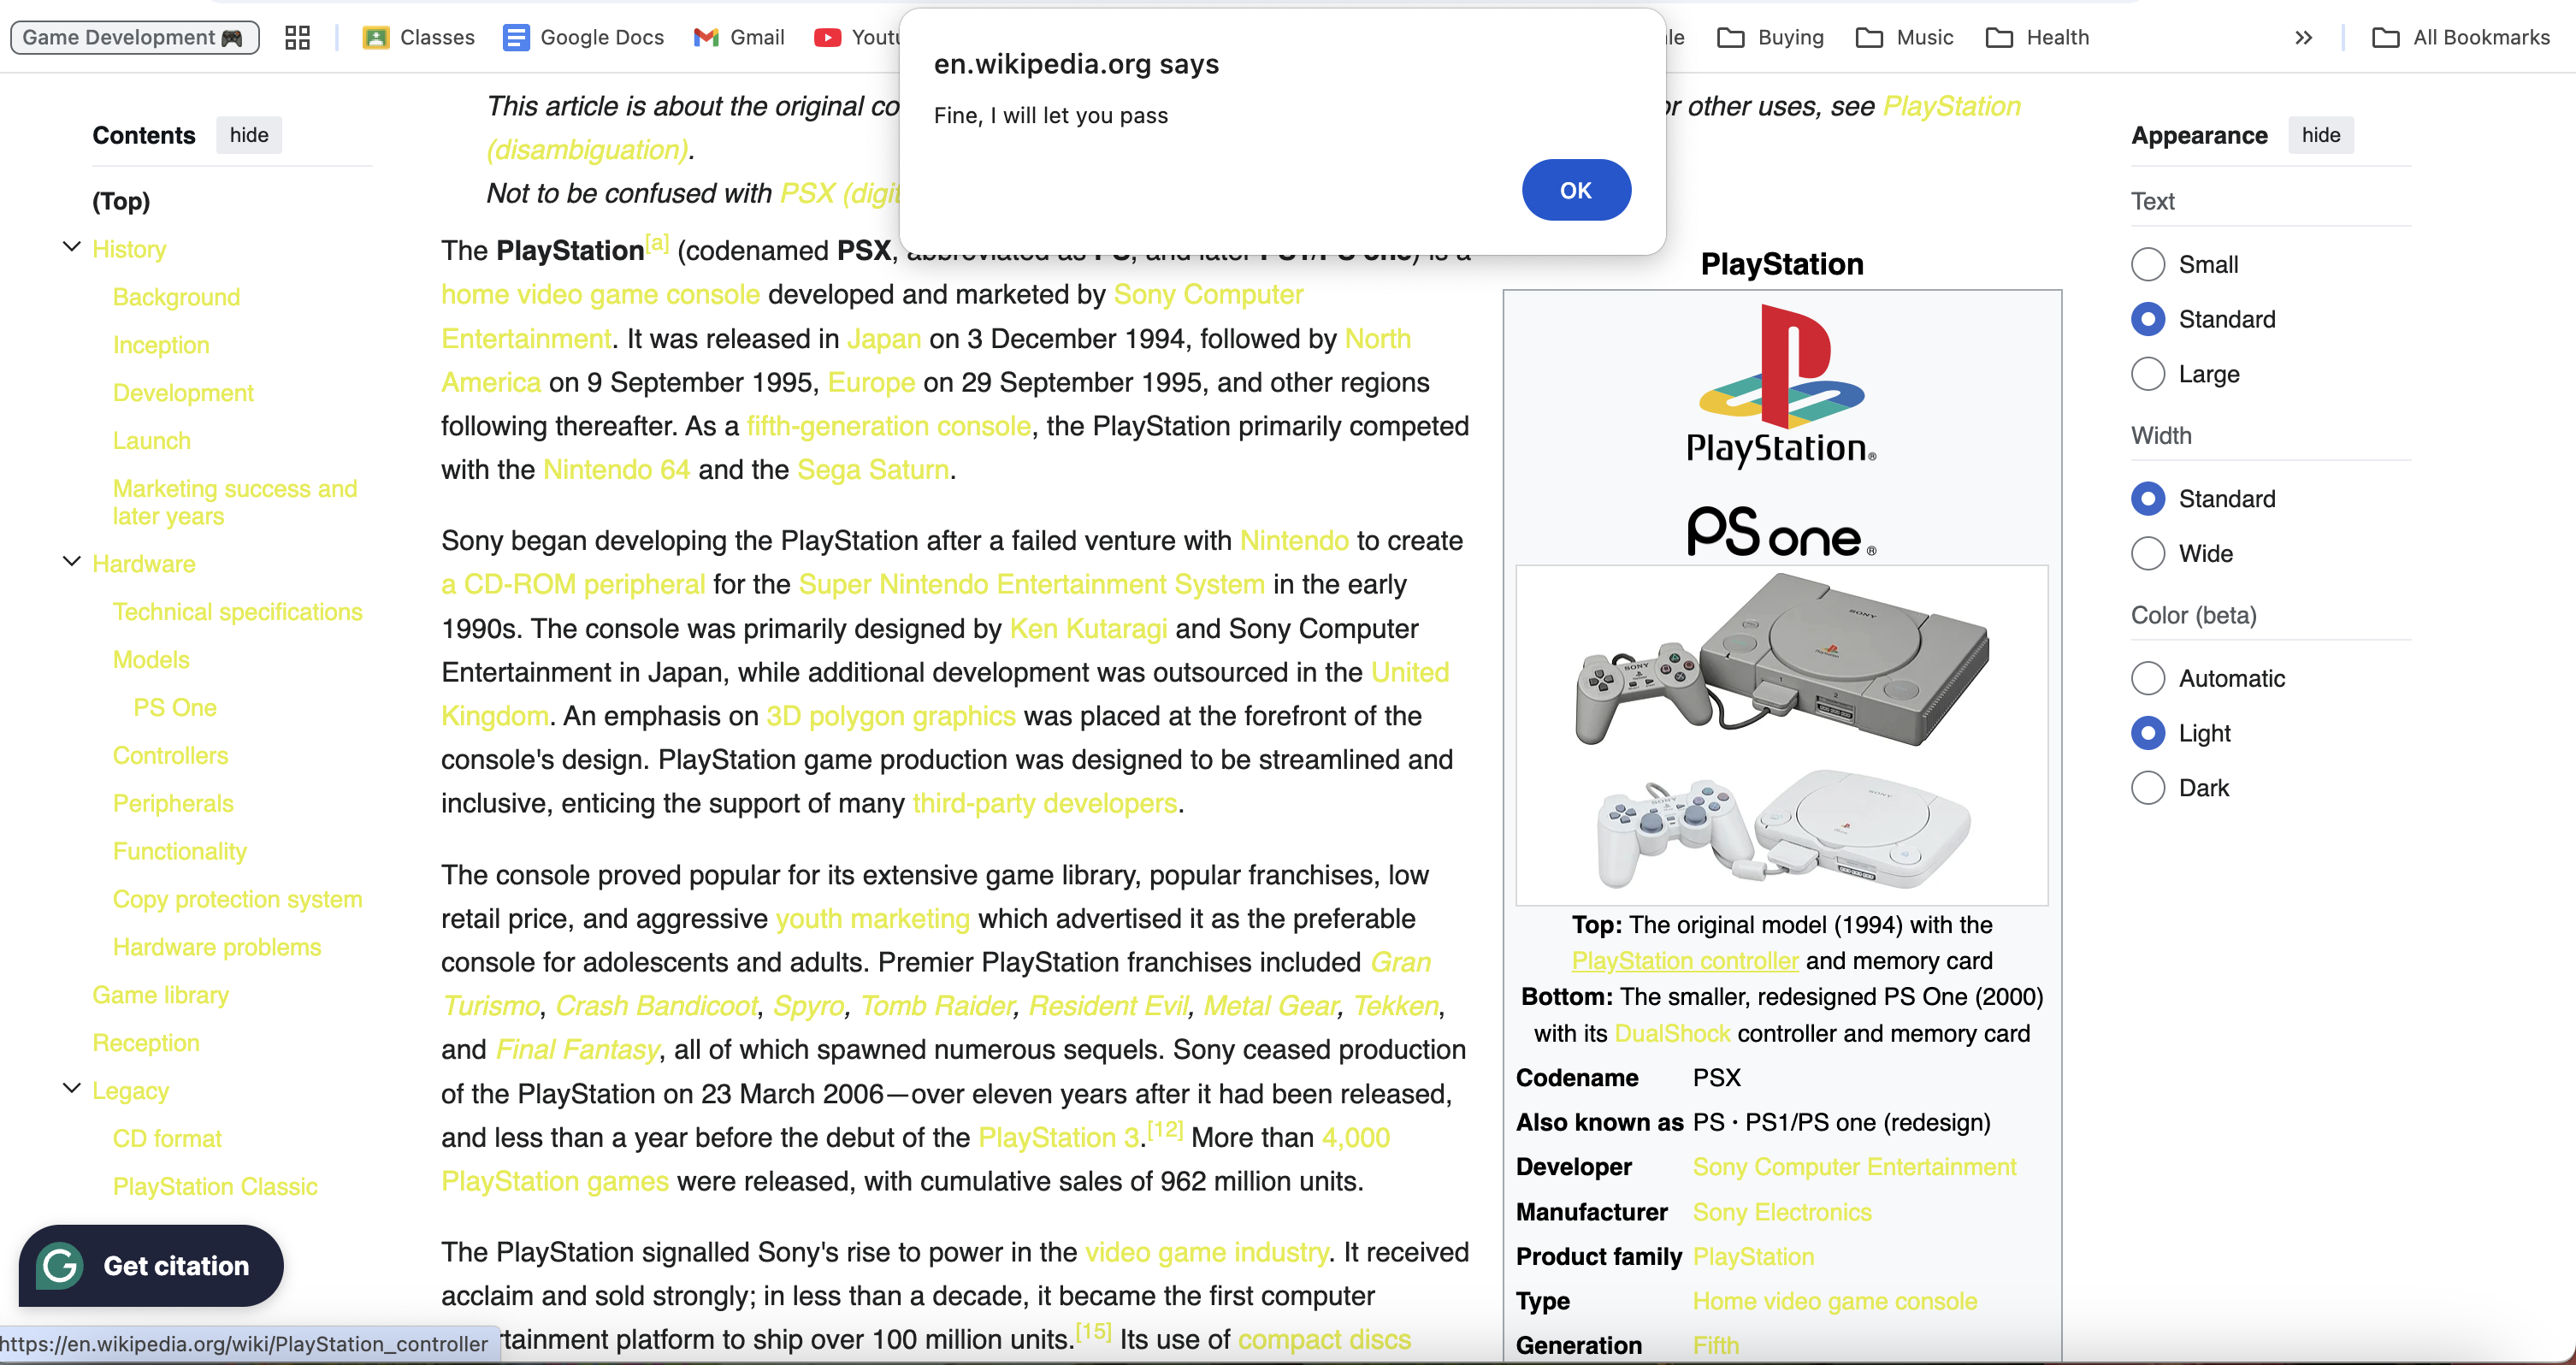 Game Development 🎮
Classes
Google Docs
Gmail
Buying
Music
Health
»
All Bookmarks
en.wikipedia.org says
Fine, I will let you pass
OK
Contents
hide
(Top)
History
Background
Inception
Development
Launch
Marketing success and
later years
Hardware
Technical specifications
Models
PS One
Controllers
Peripherals
Functionality
Copy protection system
Hardware problems
Game library
Reception
Legacy
CD format
PlayStation Classic
Get citation
https://en.wikipedia.org/wiki/PlayStation_controller
This article is about the original
or other uses, see PlayStation
(disambiguation).
Not to be confused with PSX
The PlayStation[a] (codenamed PSX, abbreviated as PS, and later PS1/PS one) is a
home video game console developed and marketed by Sony Computer
Entertainment. It was released in Japan on 3 December 1994, followed by North
America on 9 September 1995, Europe on 29 September 1995, and other regions
following thereafter. As a fifth-generation console, the PlayStation primarily competed
with the Nintendo 64 and the Sega Saturn.
Sony began developing the PlayStation after a failed venture with Nintendo to create
a CD-ROM peripheral for the Super Nintendo Entertainment System in the early
1990s. The console was primarily designed by Ken Kutaragi and Sony Computer
Entertainment in Japan, while additional development was outsourced in the United
Kingdom. An emphasis on 3D polygon graphics was placed at the forefront of the
console's design. PlayStation game production was designed to be streamlined and
inclusive, enticing the support of many third-party developers.
The console proved popular for its extensive game library, popular franchises, low
retail price, and aggressive youth marketing which advertised it as the preferable
console for adolescents and adults. Premier PlayStation franchises included Gran
Turismo, Crash Bandicoot, Spyro, Tomb Raider, Resident Evil, Metal Gear, Tekken,
and Final Fantasy, all of which spawned numerous sequels. Sony ceased production
of the PlayStation on 23 March 2006—over eleven years after it had been released,
and less than a year before the debut of the PlayStation 3.[12] More than 4,000
PlayStation games were released, with cumulative sales of 962 million units.
The PlayStation signalled Sony's rise to power in the video game industry. It received
acclaim and sold strongly; in less than a decade, it became the first computer
rtainment platform to ship over 100 million units.[15] Its use of compact discs
PlayStation
PlayStation®
PS one®
SONY
SONY
SONY
SONY
Top: The original model (1994) with the
PlayStation controller and memory card
Bottom: The smaller, redesigned PS One (2000)
with its DualShock controller and memory card
Codename PSX
Also known as PS · PS1/PS one (redesign)
Developer Sony Computer Entertainment
Manufacturer Sony Electronics
Product family PlayStation
Type Home video game console
Generation Fifth
Appearance
hide
Text
Small
Standard
Large
Width
Standard
Wide
Color (beta)
Automatic
Light
Dark